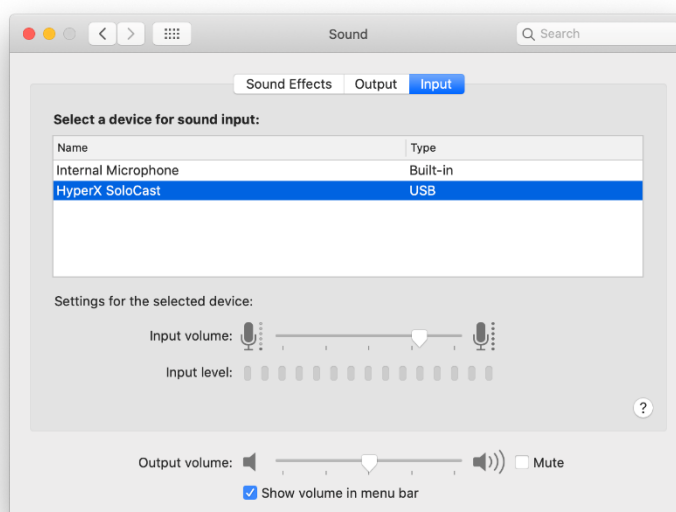 Sound
Search
Sound Effects Output Input
Select a device for sound input:
Name Type
Internal Microphone Built-in
HyperX SoloCast USB
Settings for the selected device:
Input volume:
Input level:
?
Output volume: Mute
Show volume in menu bar